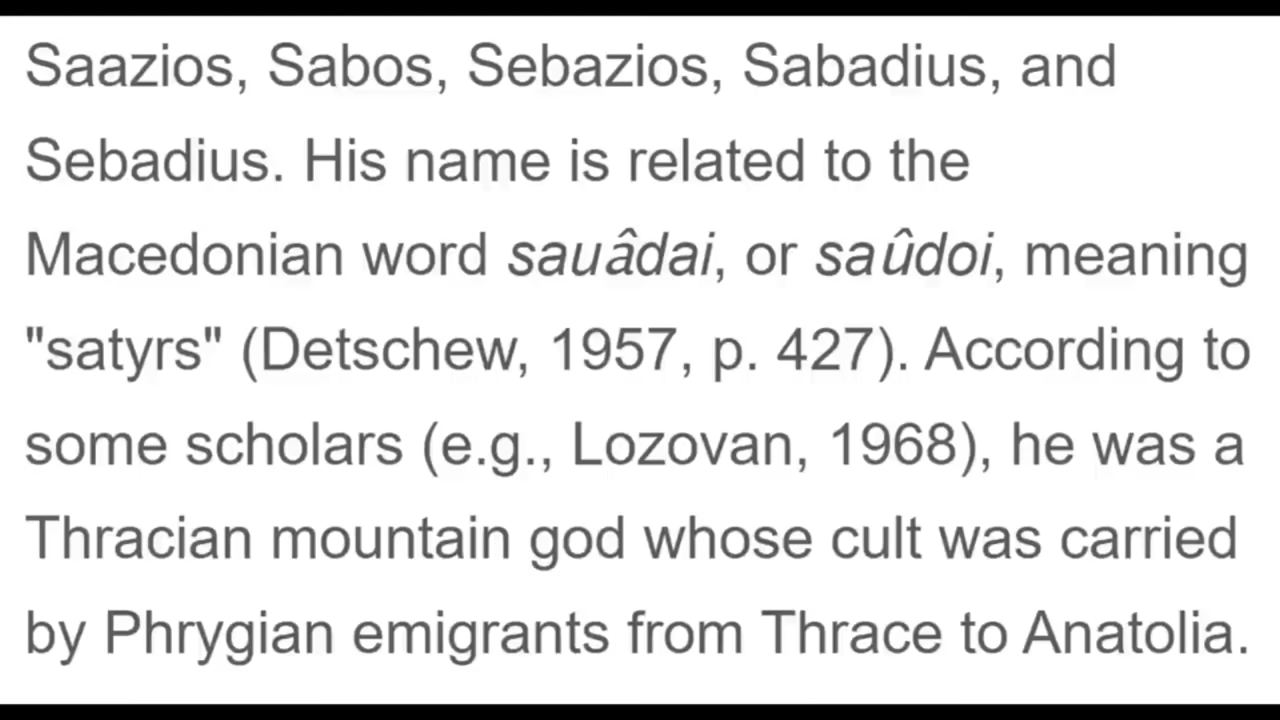 Saazios, Sabos, Sebazios, Sabadius, and
Sebadius. His name is related to the
Macedonian word sauâdai, or saûdoi, meaning
"satyrs" (Detschew, 1957, p. 427). According to
some scholars (e.g., Lozovan, 1968), he was a
Thracian mountain god whose cult was carried
by Phrygian emigrants from Thrace to Anatolia.